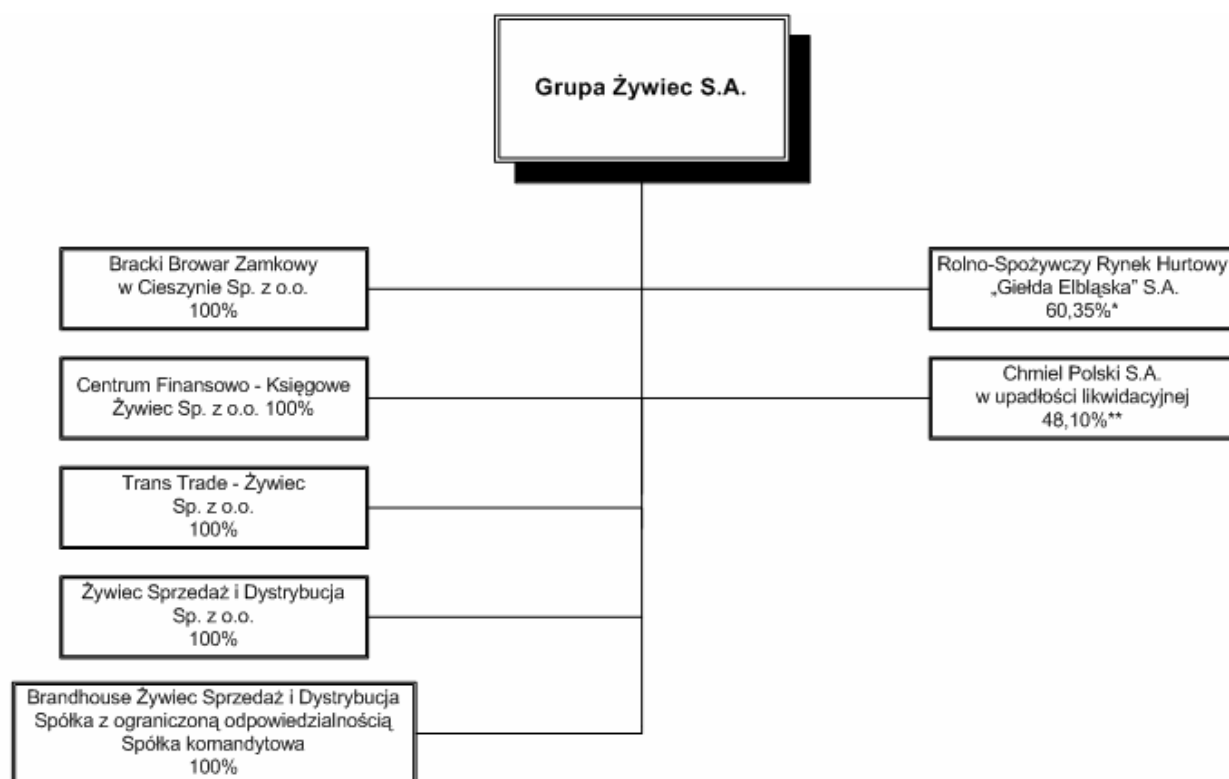 Grupa Żywiec S.A.
Bracki Browar Zamkowy
w Cieszynie Sp. z o.o.
100%
Rolno-Spożywczy Rynek Hurtowy
„Giełda Elbląska” S.A.
60,35%*
Centrum Finansowo - Księgowe
Żywiec Sp. z o.o. 100%
Chmiel Polski S.A.
w upadłości likwidacyjnej
48,10%**
Trans Trade - Żywiec
Sp. z o.o.
100%
Żywiec Sprzedaż i Dystrybucja
Sp. z o.o.
100%
Brandhouse Żywiec Sprzedaż i Dystrybucja
Spółka z ograniczoną odpowiedzialnością
Spółka komandytowa
100%